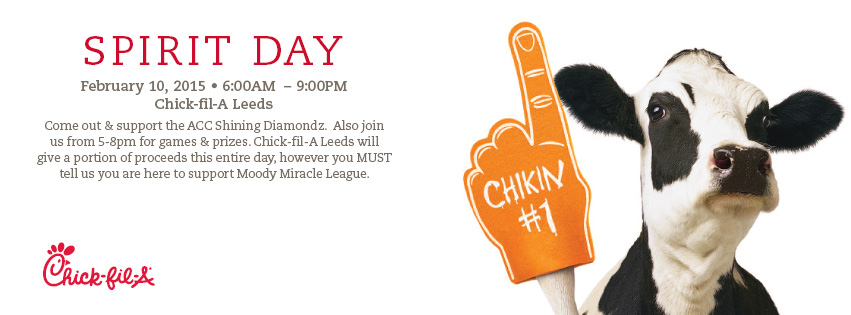 SPIRIT DAY
February 10, 2015 • 6:00AM – 9:00PM
Chick-fil-A Leeds
Come out & support the ACC Shining Diamondz. Also join
us from 5-8pm for games & prizes. Chick-fil-A Leeds will
give a portion of proceeds this entire day, however you MUST
tell us you are here to support Moody Miracle League.
Chick-fil-A
CHIKIN
#1